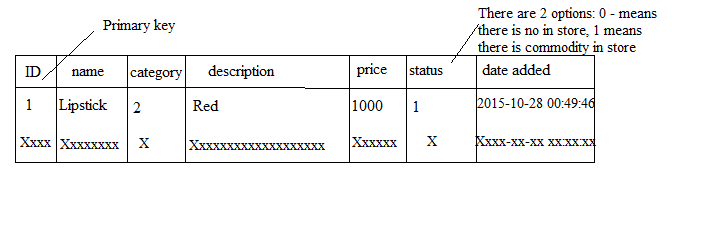 There are 2 options: 0 - means
there is no in store, 1 means
there is commodity in store
Primary key
ID name category description price status date added
1 Lipstick 2 Red 1000 1 2015-10-28 00:49:46
Xxxx Xxxxxxxx X Xxxxxxxxxxxxxxxxxxx Xxxxxx X Xxxx-xx-xx xx:xx:xx